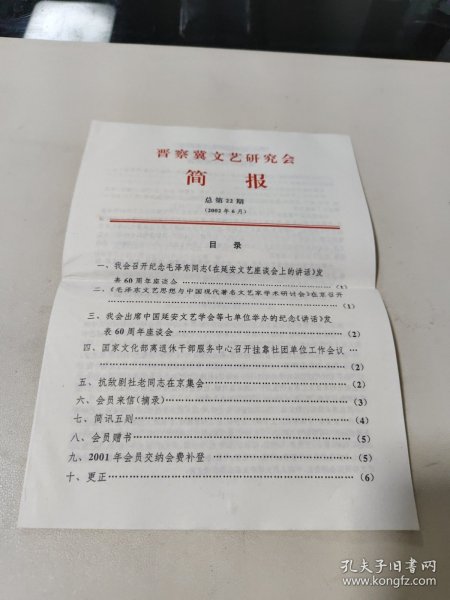 晋察冀文艺研究会
简 报
总第22期
(2002年6月)
目 录
一、我会召开纪念毛泽东同志《在延安文艺座谈会上的讲话》发
表60周年座谈会 ……………………………………(1)
二、《毛泽东文艺思想与中国现代著名文艺家学术研讨会》在京召开
……………………………………………………(1)
三、我会出席中国延安文艺学会等七单位举办的纪念《讲话》发
表60周年座谈会 ……………………………………(2)
四、国家文化部离退休干部服务中心召开挂靠社团单位工作会议 …
……………………………………………………(2)
五、抗敌剧社老同志在京集会 ……………………………(2)
六、会员来信(摘录) ……………………………………(3)
七、简讯五则 ……………………………………………(4)
八、会员赠书 ……………………………………………(5)
九、2001年会员交纳会费补登 ……………………………(5)
十、更正 …………………………………………………(6)
孔夫子旧书网
www.kongfz.com